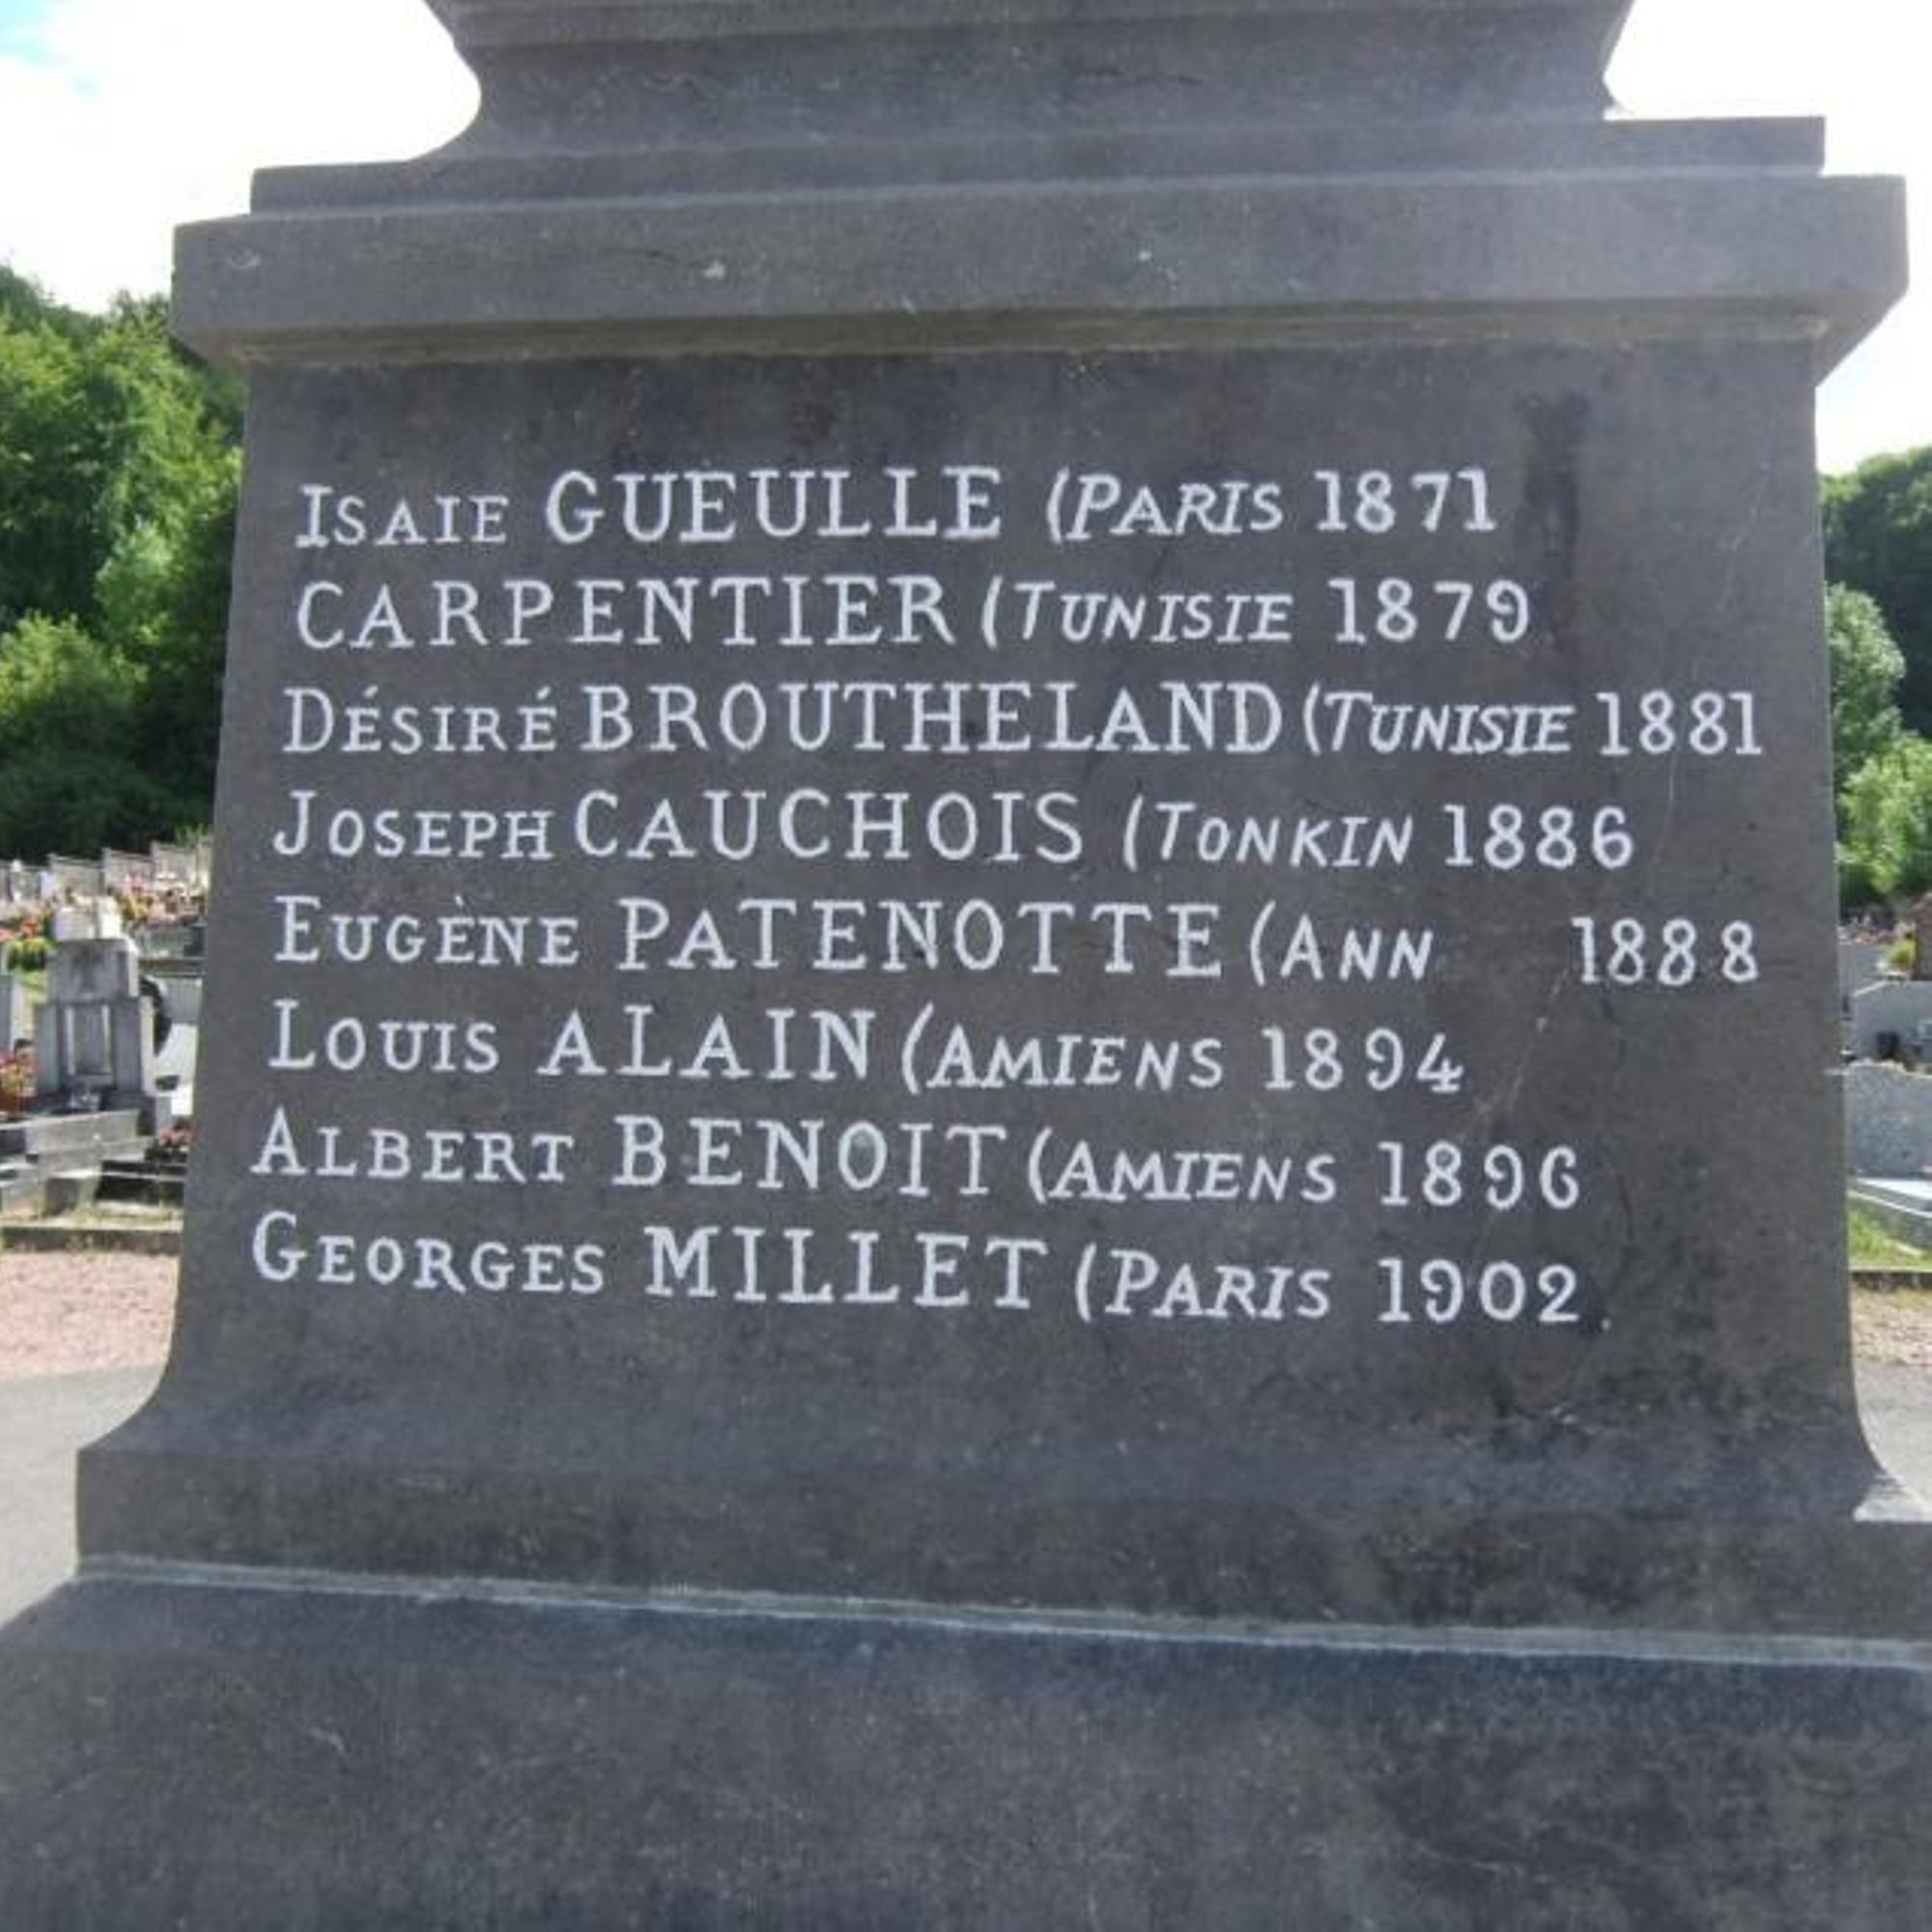 ISAIE GUEULLE (PARIS 1871
CARPENTIER (TUNISIE 1879
DÉSIRÉ BROUTHELAND (TUNISIE 1881
JOSEPH CAUCHOIS (TONKIN 1886
EUGÈNE PATENOTTE (ANN 1888
LOUIS ALAIN (AMIENS 1894
ALBERT BENOIT (AMIENS 1896
GEORGES MILLET (PARIS 1902